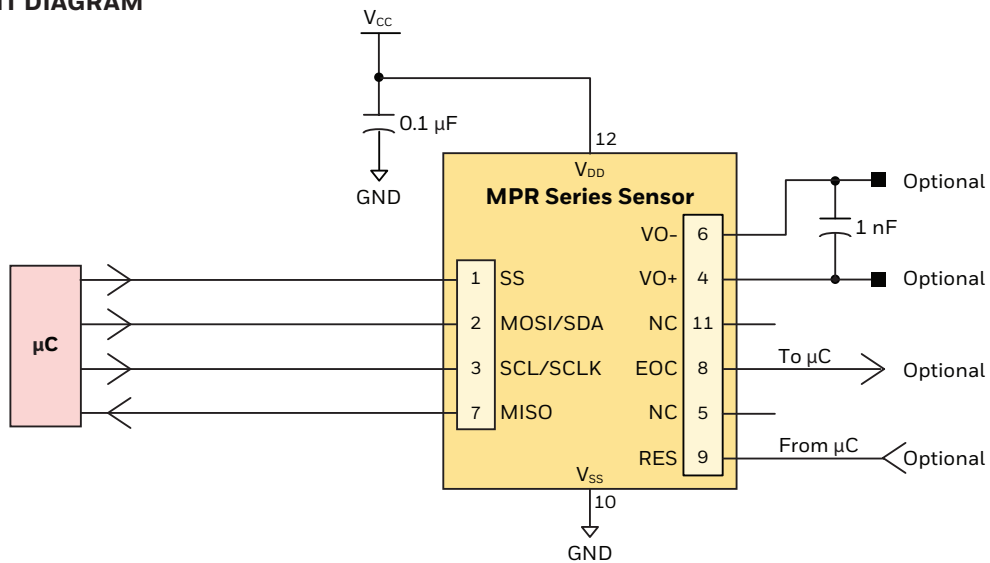 IT DIAGRAM
VCC
0.1 µF
GND
12
VDD
MPR Series Sensor
µC
1 SS
2 MOSI/SDA
3 SCL/SCLK
7 MISO
VO- 6
VO+ 4
NC 11
EOC 8
NC 5
RES 9
Optional
1 nF
Optional
To µC
Optional
From µC
Optional
VSS
10
GND